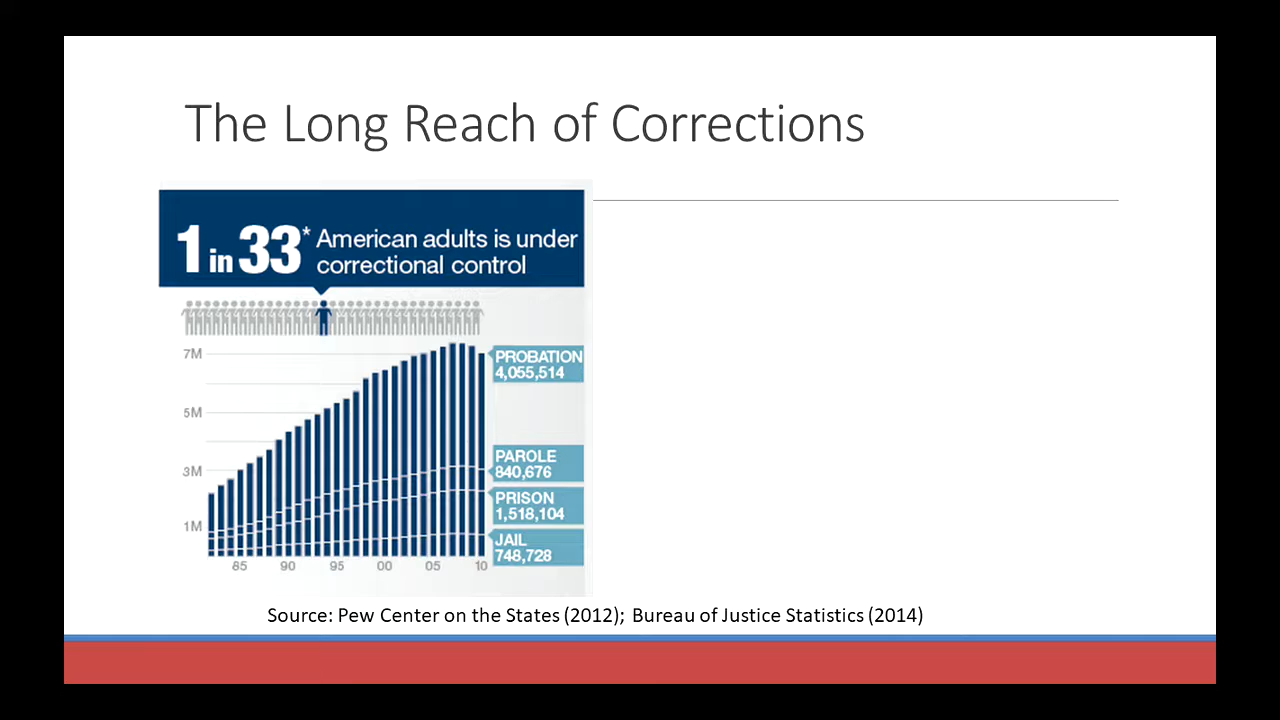 The Long Reach of Corrections
1 in 33* American adults is under
correctional control
7M
5M
3M
1M
PROBATION
4,055,514
PAROLE
840,676
PRISON
1,518,104
JAIL
748,728
85 90 95 00 05 10
Source: Pew Center on the States (2012); Bureau of Justice Statistics (2014)